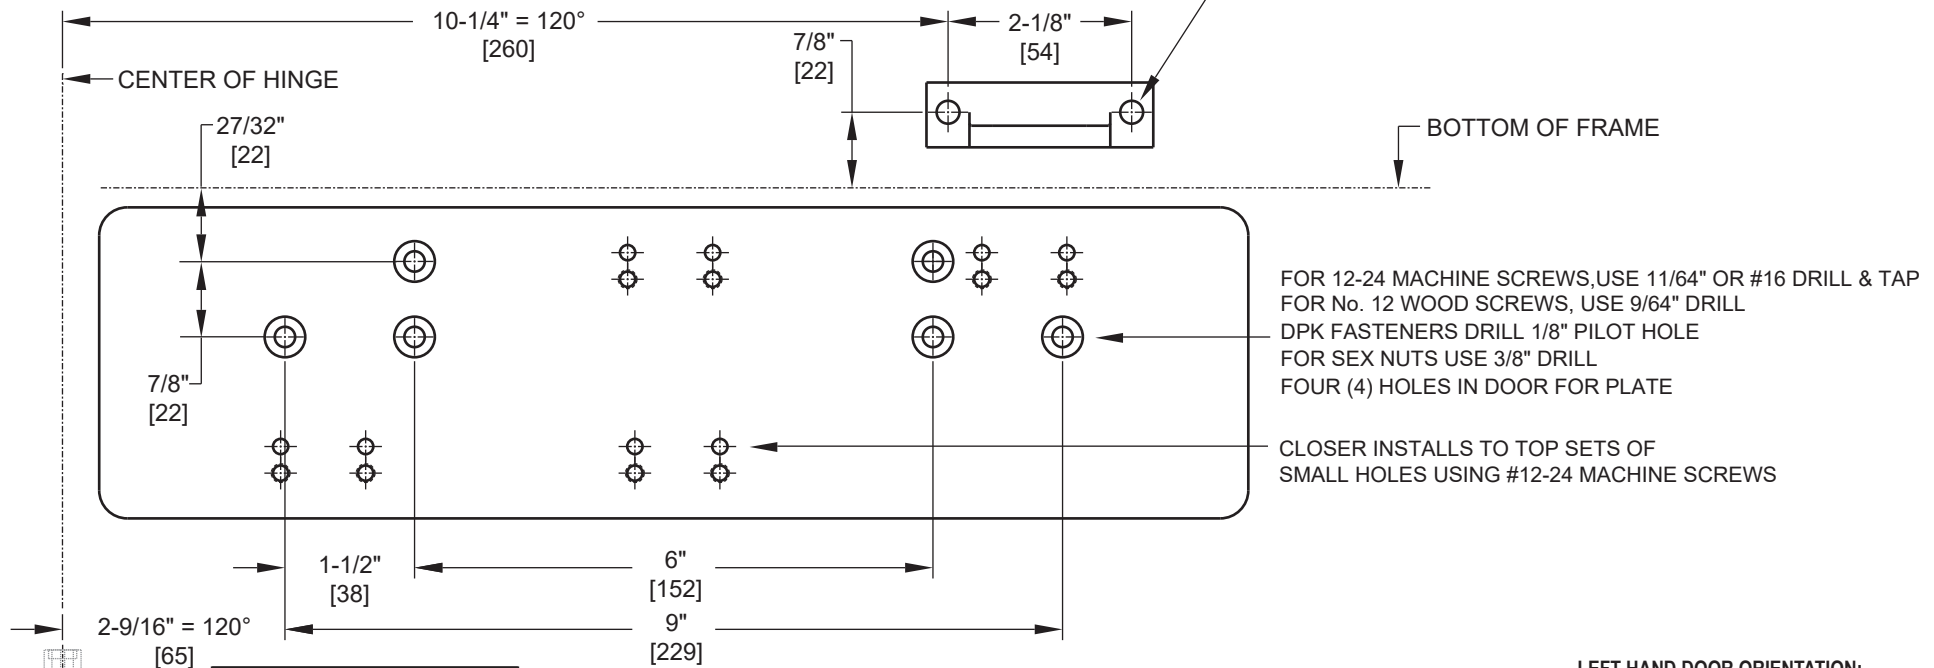 10-1/4" = 120°
[260]
2-1/8"
[54]
7/8"
[22]
CENTER OF HINGE
27/32"
[22]
BOTTOM OF FRAME
FOR 12-24 MACHINE SCREWS,USE 11/64" OR #16 DRILL & TAP
FOR No. 12 WOOD SCREWS, USE 9/64" DRILL
DPK FASTENERS DRILL 1/8" PILOT HOLE
FOR SEX NUTS USE 3/8" DRILL
FOUR (4) HOLES IN DOOR FOR PLATE
7/8"
[22]
CLOSER INSTALLS TO TOP SETS OF
SMALL HOLES USING #12-24 MACHINE SCREWS
1-1/2"
[38]
6"
[152]
2-9/16" = 120°
[65]
9"
[229]
LEFT HAND DOOR ORIENTATION: